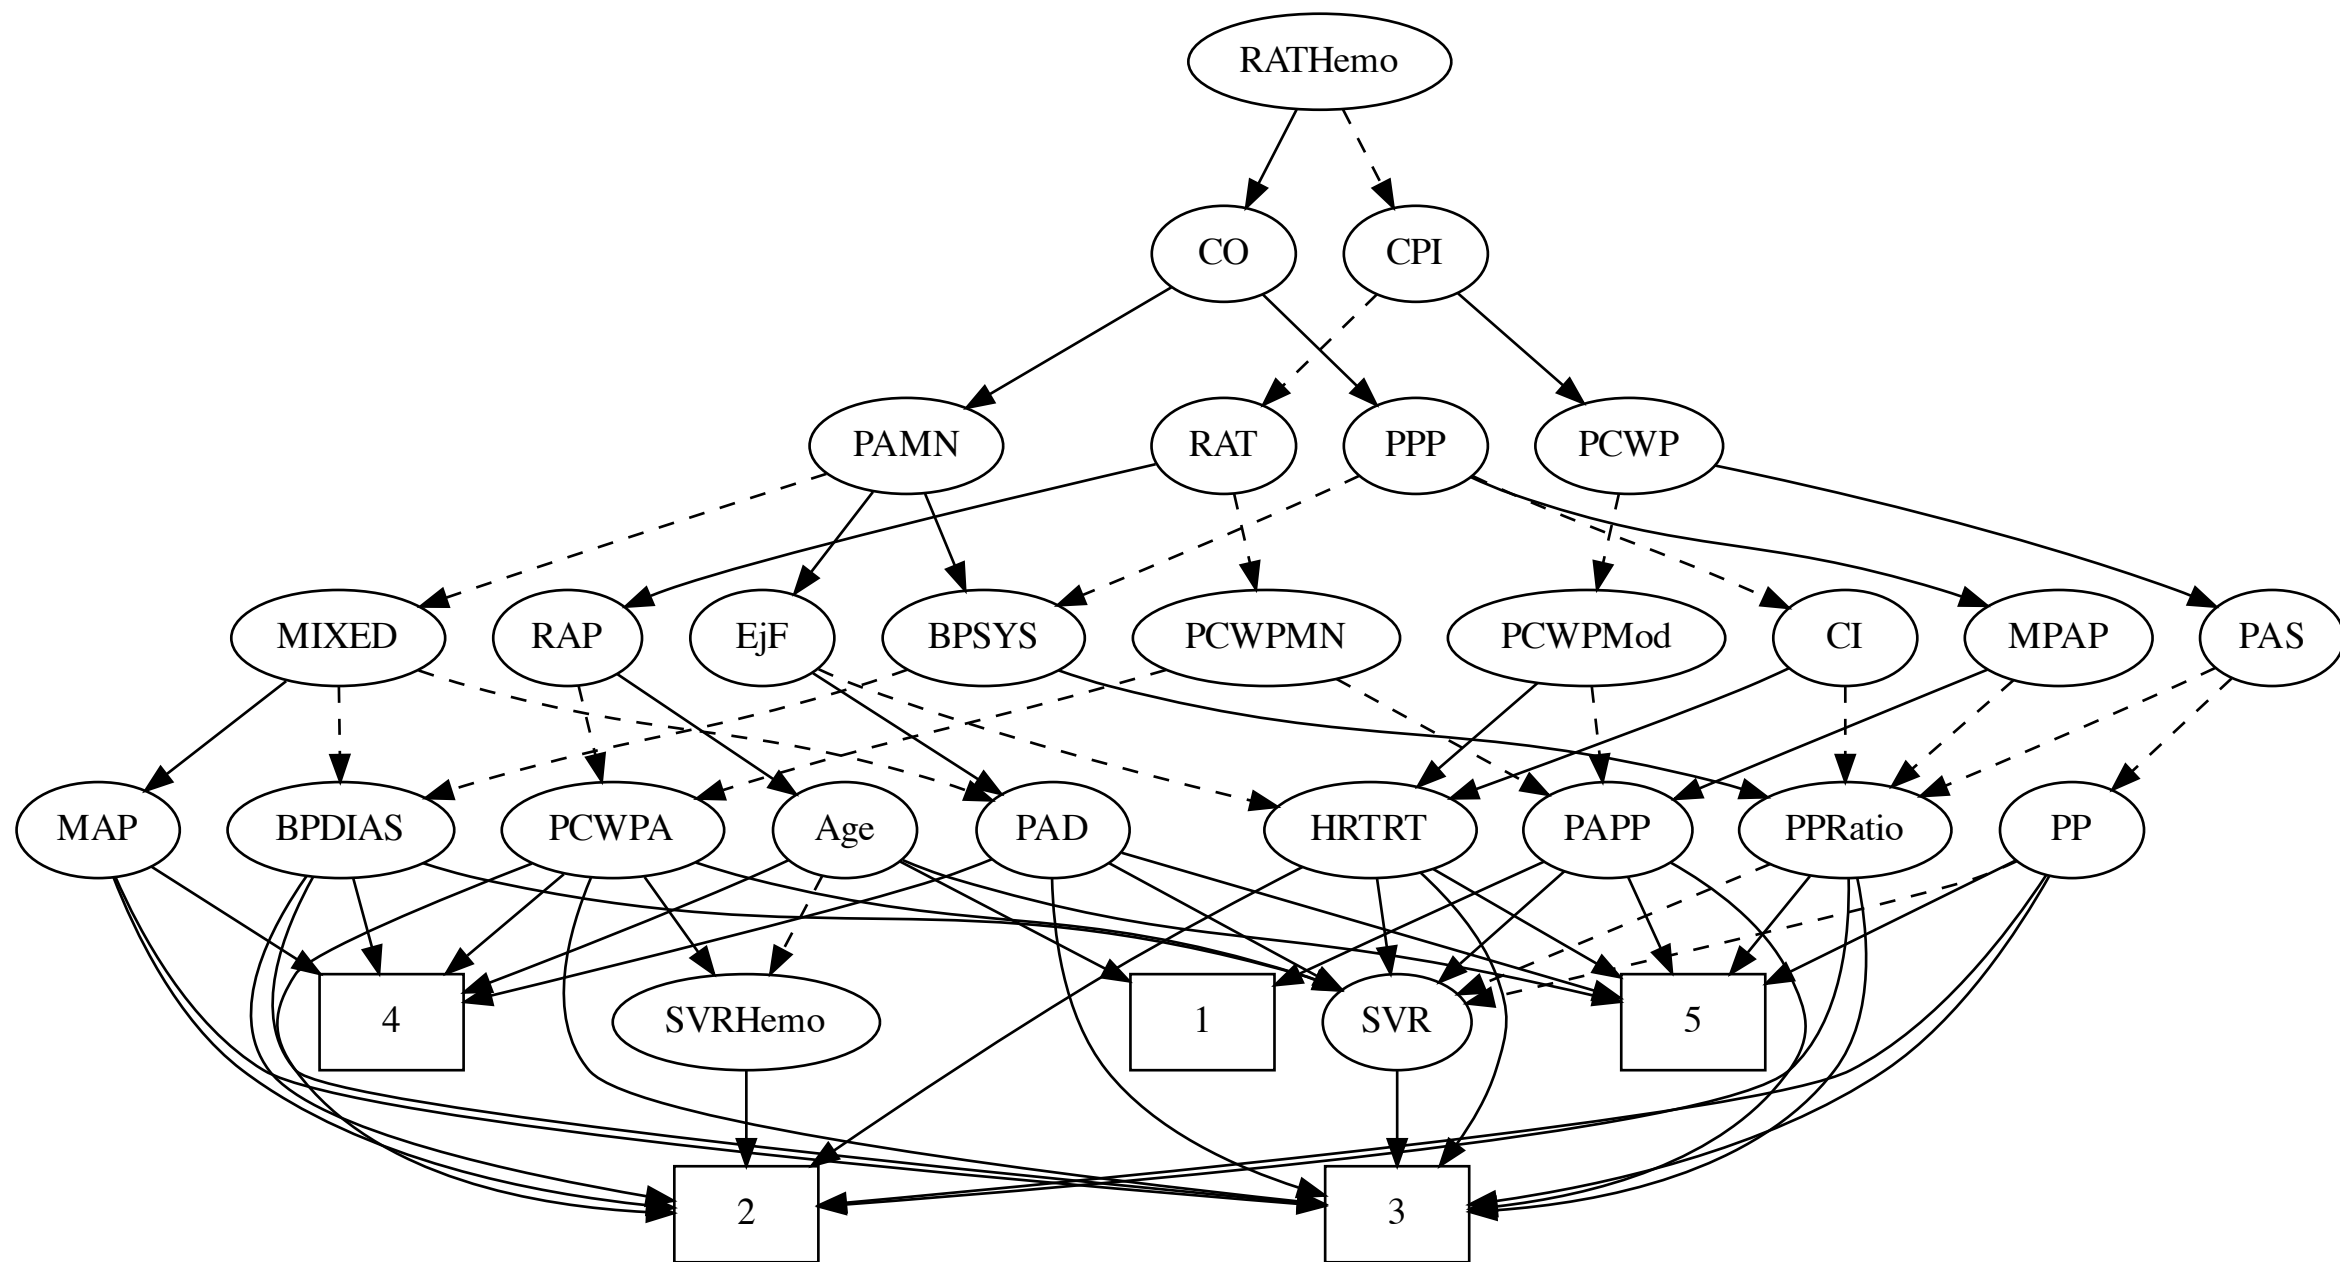 RATHemo
CO
CPI
PAMN
RAT
PPP
PCWP
MIXED
RAP
EjF
BPSYS
PCWPMN
PCWPMod
CI
MPAP
PAS
MAP
BPDIAS
PCWPA
Age
PAD
HRTRT
PAPP
PPRatio
PP
4
SVRHemo
1
SVR
5
2
3